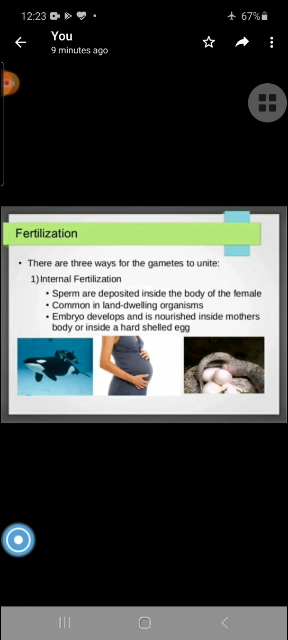 12:23
67%
You
9 minutes ago
Fertilization
• There are three ways for the gametes to unite:
1)Internal Fertilization
• Sperm are deposited inside the body of the female
• Common in land-dwelling organisms
• Embryo develops and is nourished inside mothers
body or inside a hard shelled egg